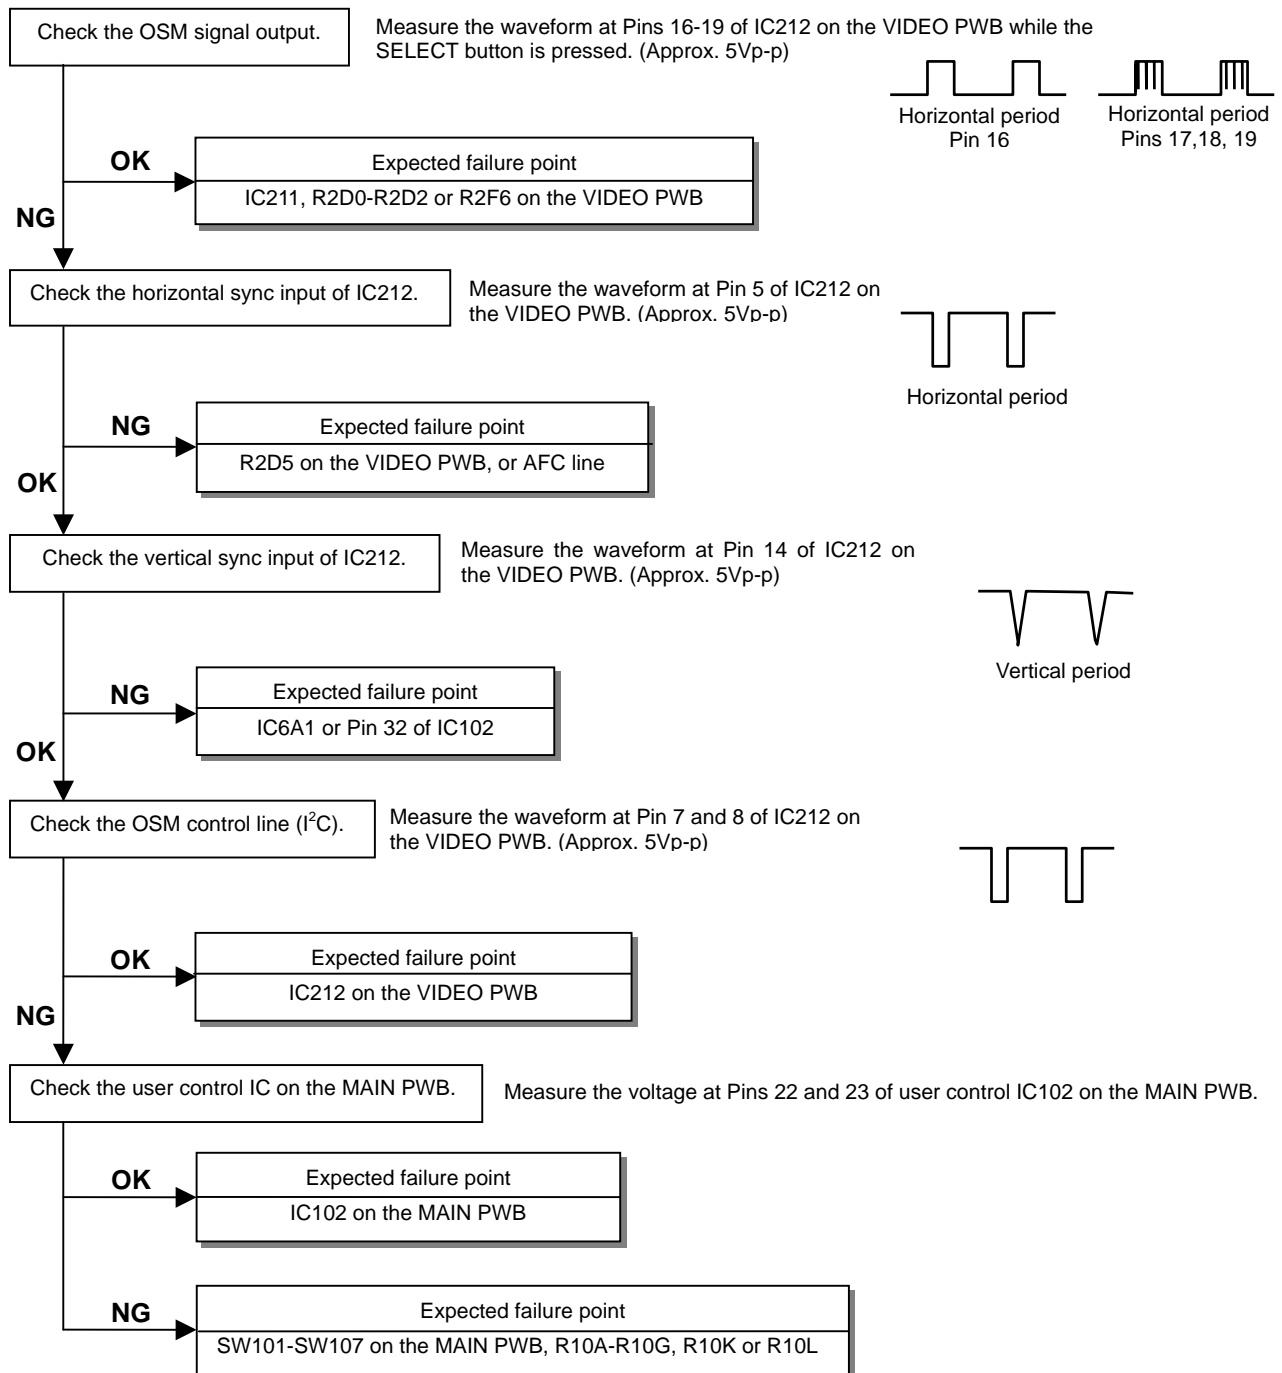 Check the OSM signal output.
Measure the waveform at Pins 16-19 of IC212 on the VIDEO PWB while the
SELECT button is pressed. (Approx. 5Vp-p)
Horizontal period
Pin 16
Horizontal period
Pins 17,18, 19
OK
Expected failure point
IC211, R2D0-R2D2 or R2F6 on the VIDEO PWB
NG
Check the horizontal sync input of IC212.
Measure the waveform at Pin 5 of IC212 on
the VIDEO PWB. (Approx. 5Vp-p)
Horizontal period
NG
Expected failure point
R2D5 on the VIDEO PWB, or AFC line
OK
Check the vertical sync input of IC212.
Measure the waveform at Pin 14 of IC212 on
the VIDEO PWB. (Approx. 5Vp-p)
Vertical period
NG
Expected failure point
IC6A1 or Pin 32 of IC102
OK
Check the OSM control line (I²C).
Measure the waveform at Pin 7 and 8 of IC212 on
the VIDEO PWB. (Approx. 5Vp-p)
OK
Expected failure point
IC212 on the VIDEO PWB
NG
Check the user control IC on the MAIN PWB.
Measure the voltage at Pins 22 and 23 of user control IC102 on the MAIN PWB.
OK
Expected failure point
IC102 on the MAIN PWB
NG
Expected failure point
SW101-SW107 on the MAIN PWB, R10A-R10G, R10K or R10L